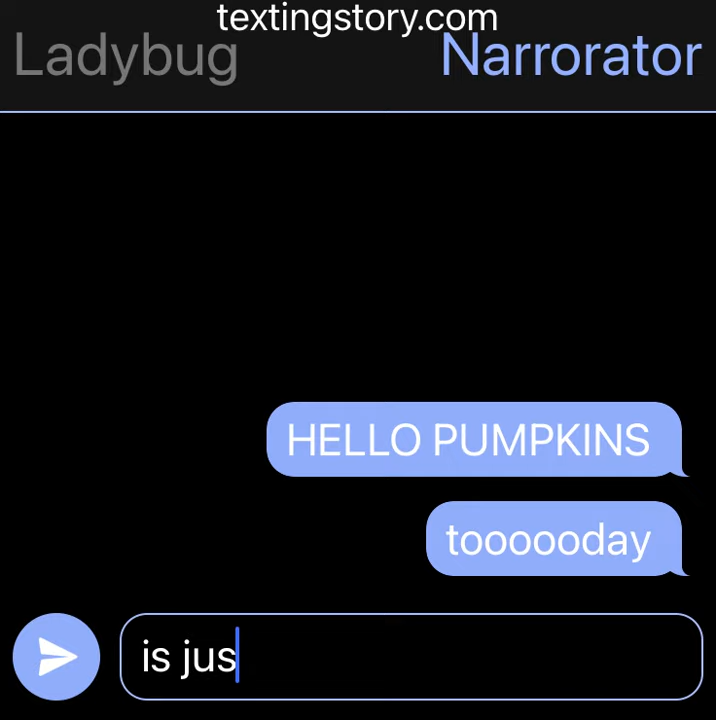 textingstory.com
Ladybug Narrorator
HELLO PUMPKINS
toooooday
is jus